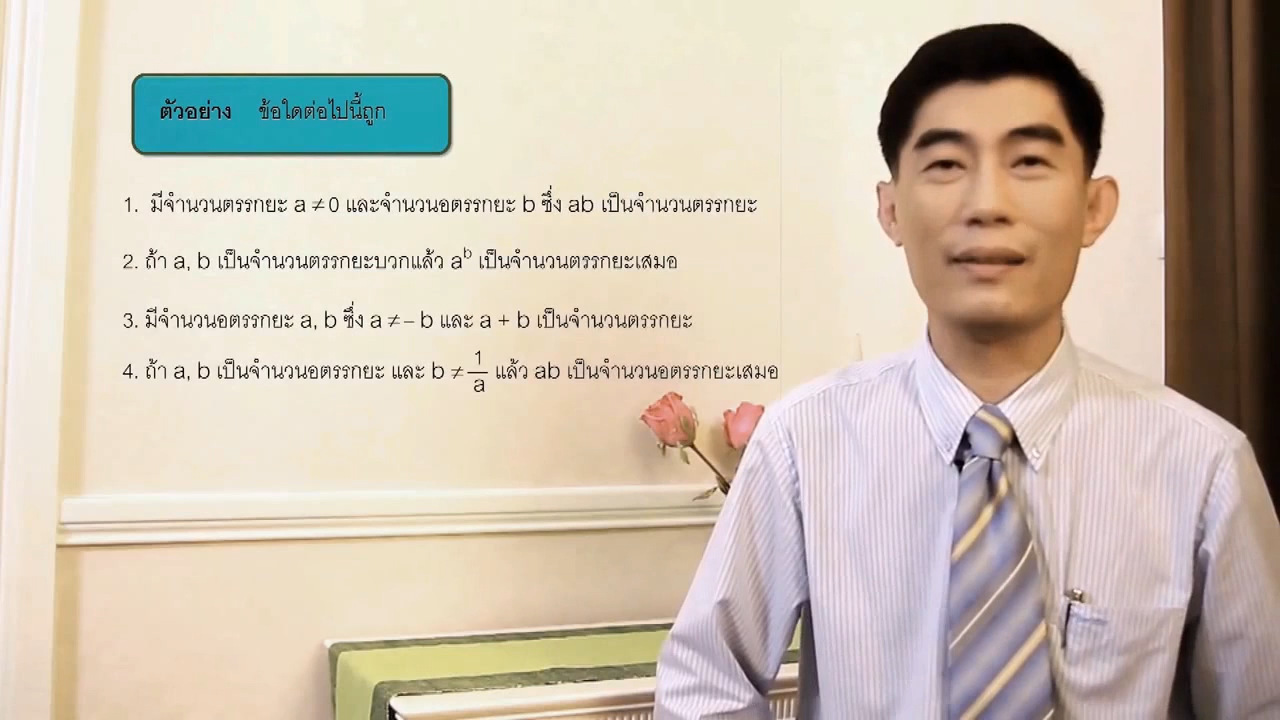 ตัวอย่าง ข้อใดต่อไปนี้ถูก
1. มีจำนวนตรรกยะ a ≠ 0 และจำนวนอตรรกยะ b ซึ่ง ab เป็นจำนวนตรรกยะ
2. ถ้า a, b เป็นจำนวนตรรกยะบวกแล้ว a^b เป็นจำนวนตรรกยะเสมอ
3. มีจำนวนอตรรกยะ a, b ซึ่ง a ≠ – b และ a + b เป็นจำนวนตรรกยะ
4. ถ้า a, b เป็นจำนวนอตรรกยะ และ b ≠ 1/a แล้ว ab เป็นจำนวนอตรรกยะเสมอ